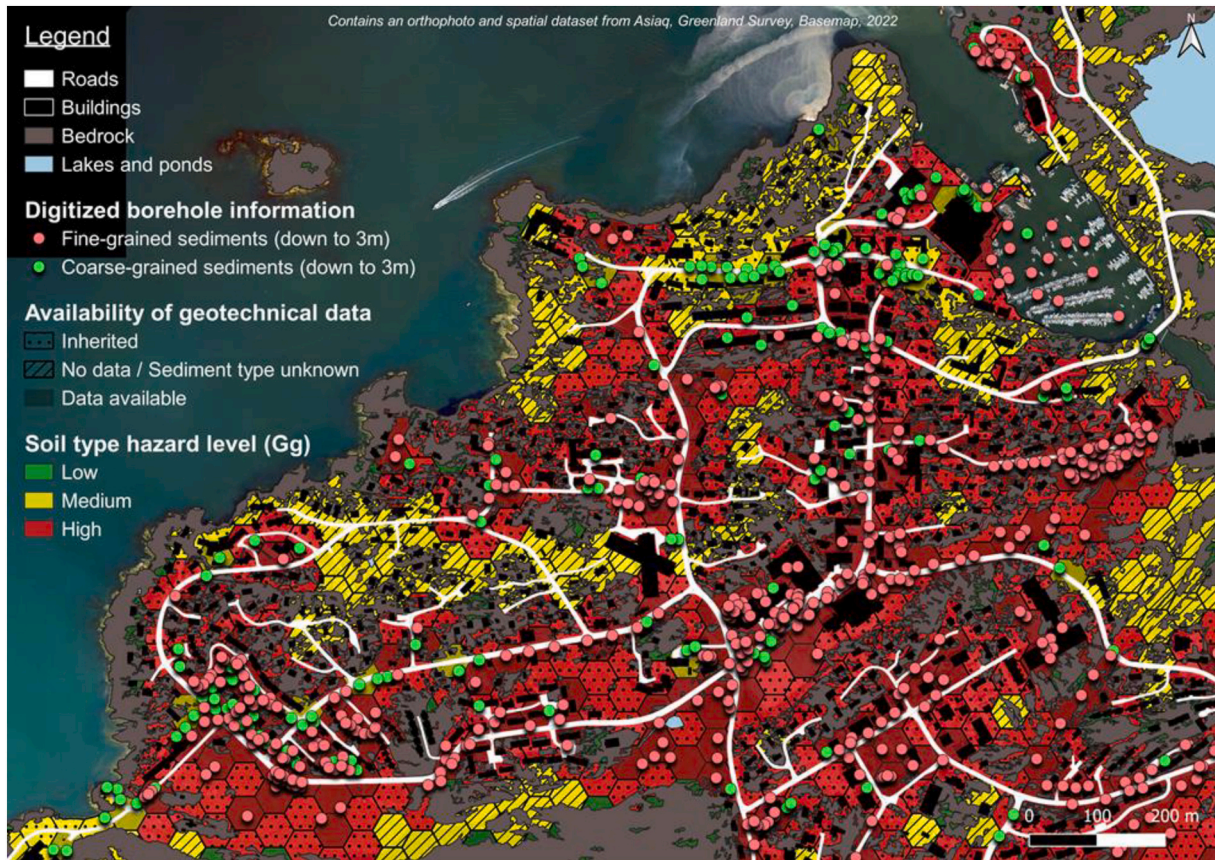 Contains an orthophoto and spatial dataset from Asiaq, Greenland Survey, Basemap, 2022
N
Legend
Roads
Buildings
Bedrock
Lakes and ponds
Digitized borehole information
Fine-grained sediments (down to 3m)
Coarse-grained sediments (down to 3m)
Availability of geotechnical data
Inherited
No data / Sediment type unknown
Data available
Soil type hazard level (Gg)
Low
Medium
High
0 100 200 m